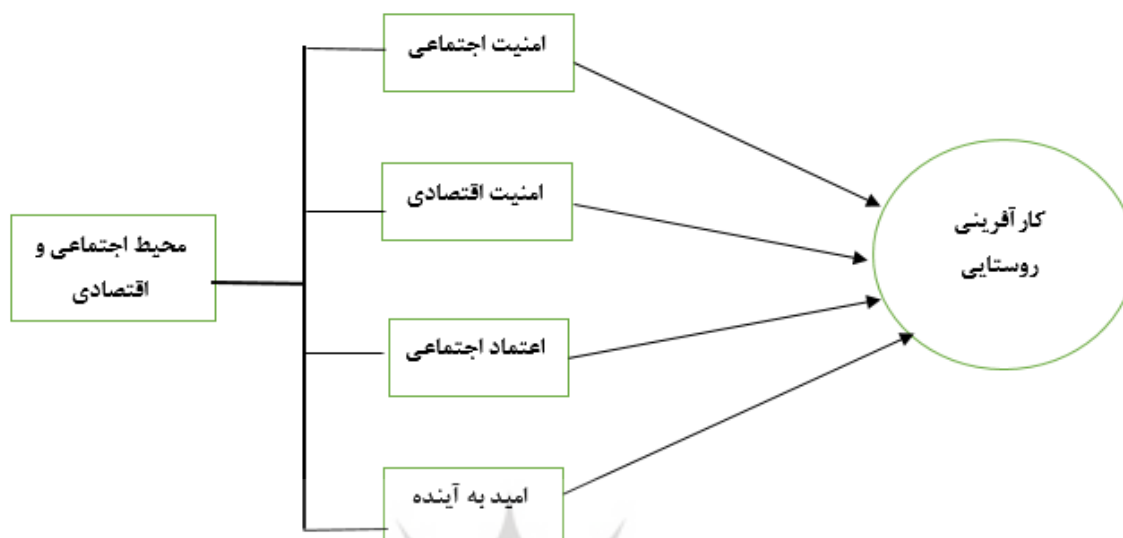 امنیت اجتماعی
امنیت اقتصادی
کارآفرینی
روستایی
محیط اجتماعی و
اقتصادی
اعتماد اجتماعی
امید به آینده